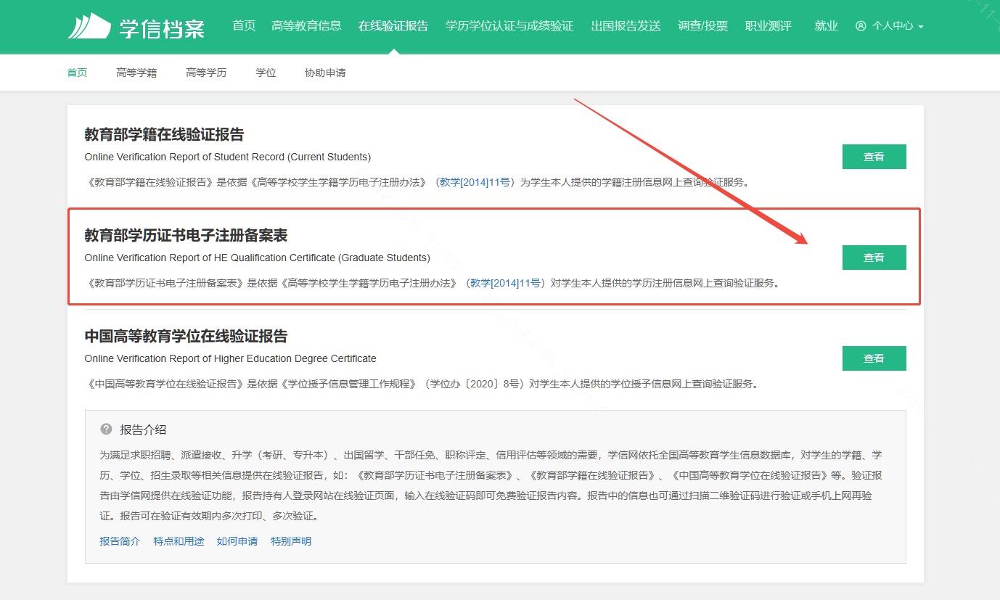 学信档案 首页 高等教育信息 在线验证报告 学历学位认证与成绩验证 出国报告发送 调查/投票 职业测评 就业 个人中心
首页 高等学籍 高等学历 学位 协助申请
教育部学籍在线验证报告
Online Verification Report of Student Record (Current Students)
查看
《教育部学籍在线验证报告》是依据《高等学校学生学籍学历电子注册办法》（教学[2014]11号）为学生本人提供的学籍注册信息网上查询验证服务。
教育部学历证书电子注册备案表
Online Verification Report of HE Qualification Certificate (Graduate Students)
查看
《教育部学历证书电子注册备案表》是依据《高等学校学生学籍学历电子注册办法》（教学[2014]11号）对学生本人提供的学历注册信息网上查询验证服务。
中国高等教育学位在线验证报告
Online Verification Report of Higher Education Degree Certificate
查看
《中国高等教育学位在线验证报告》是依据《学位授予信息管理工作规程》（学位办〔2020〕8号）对学生本人提供的学位授予信息网上查询验证服务。
报告介绍
为满足求职招聘、派遣接收、升学（考研、专升本）、出国留学、干部任免、职称评定、信用评估等领域的需要，学信网依托全国高等教育学生信息数据库，对学生的学籍、学
历、学位、招生录取等相关信息提供在线验证报告，如：《教育部学历证书电子注册备案表》、《教育部学籍在线验证报告》、《中国高等教育学位在线验证报告》等。验证报
告由学信网提供在线验证功能，报告持有人登录网站在线验证页面，输入在线验证码即可免费验证报告内容。报告中的信息也可通过扫描二维验证码进行验证或手机上网再验
证。报告可在验证有效期内多次打印、多次验证。
报告简介 特点和用途 如何申请 特别声明